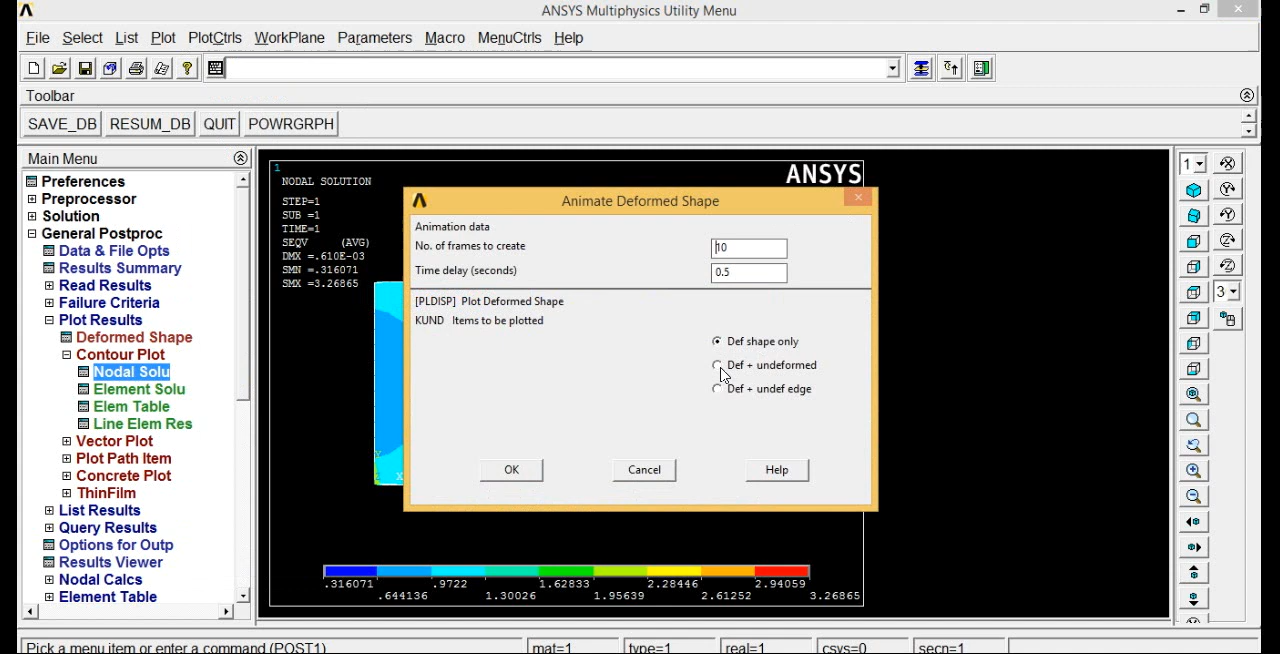 ANSYS Multiphysics Utility Menu
File Select List Plot PlotCtrls WorkPlane Parameters Macro MenuCtrls Help
Toolbar
SAVE_DB RESUM_DB QUIT POWRGRPH
Main Menu
Preferences
Preprocessor
Solution
General Postproc
Data & File Opts
Results Summary
Read Results
Failure Criteria
Plot Results
Deformed Shape
Contour Plot
Nodal Solu
Element Solu
Elem Table
Line Elem Res
Vector Plot
Plot Path Item
Concrete Plot
ThinFilm
List Results
Query Results
Options for Outp
Results Viewer
Nodal Calcs
Element Table
1
NODAL SOLUTION
ANSYS
STEP=1
SUB =1
TIME=1
SEQV (AVG)
DMX =.610E-03
SMN =.316071
SMX =3.26865
Y
X
Animate Deformed Shape
Animation data
No. of frames to create 10
Time delay (seconds) 0.5
[PLDISP] Plot Deformed Shape
KUND Items to be plotted
Def shape only
Def + undeformed
Def + undef edge
OK Cancel Help
.316071 .9722 1.62833 2.28446 2.94059
.644136 1.30026 1.95639 2.61252 3.26865
1
3
Pick a menu item or enter a command (POST1) mat=1 type=1 real=1 csys=0 secn=1